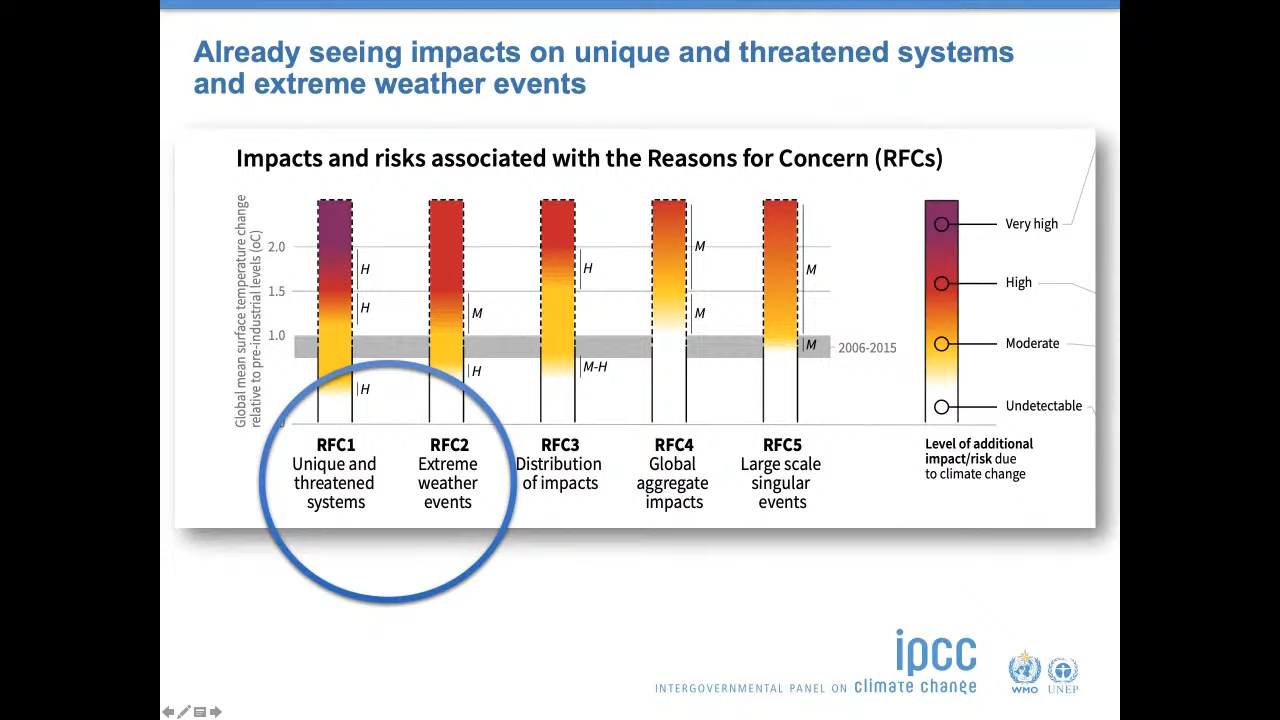 Already seeing impacts on unique and threatened systems
and extreme weather events
Impacts and risks associated with the Reasons for Concern (RFCs)
Global mean surface temperature change
relative to pre-industrial levels (oC)
2.0
1.5
1.0
0
H
H
H
M
H
H
M-H
M
M
M
M
2006-2015
RFC1
Unique and
threatened
systems
RFC2
Extreme
weather
events
RFC3
Distribution
of impacts
RFC4
Global
aggregate
impacts
RFC5
Large scale
singular
events
Very high
High
Moderate
Undetectable
Level of additional
impact/risk due
to climate change
ipcc
INTERGOVERNMENTAL PANEL ON climate change
WMO
UNEP